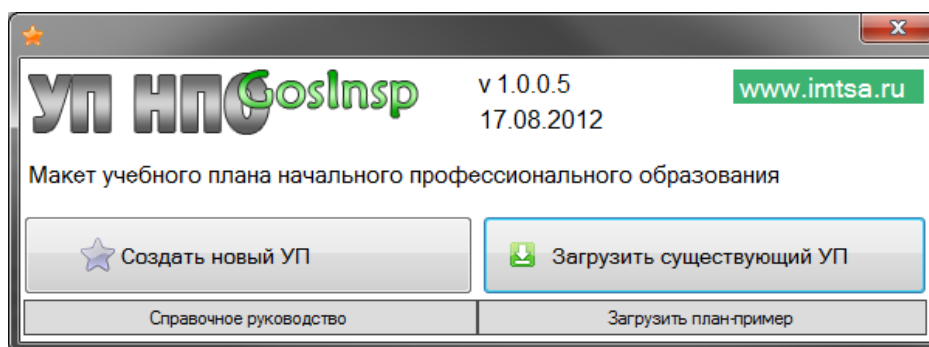 УП НПО GosInsp
v 1.0.0.5
17.08.2012
www.imtsa.ru
Макет учебного плана начального профессионального образования
Создать новый УП
Загрузить существующий УП
Справочное руководство
Загрузить план-пример